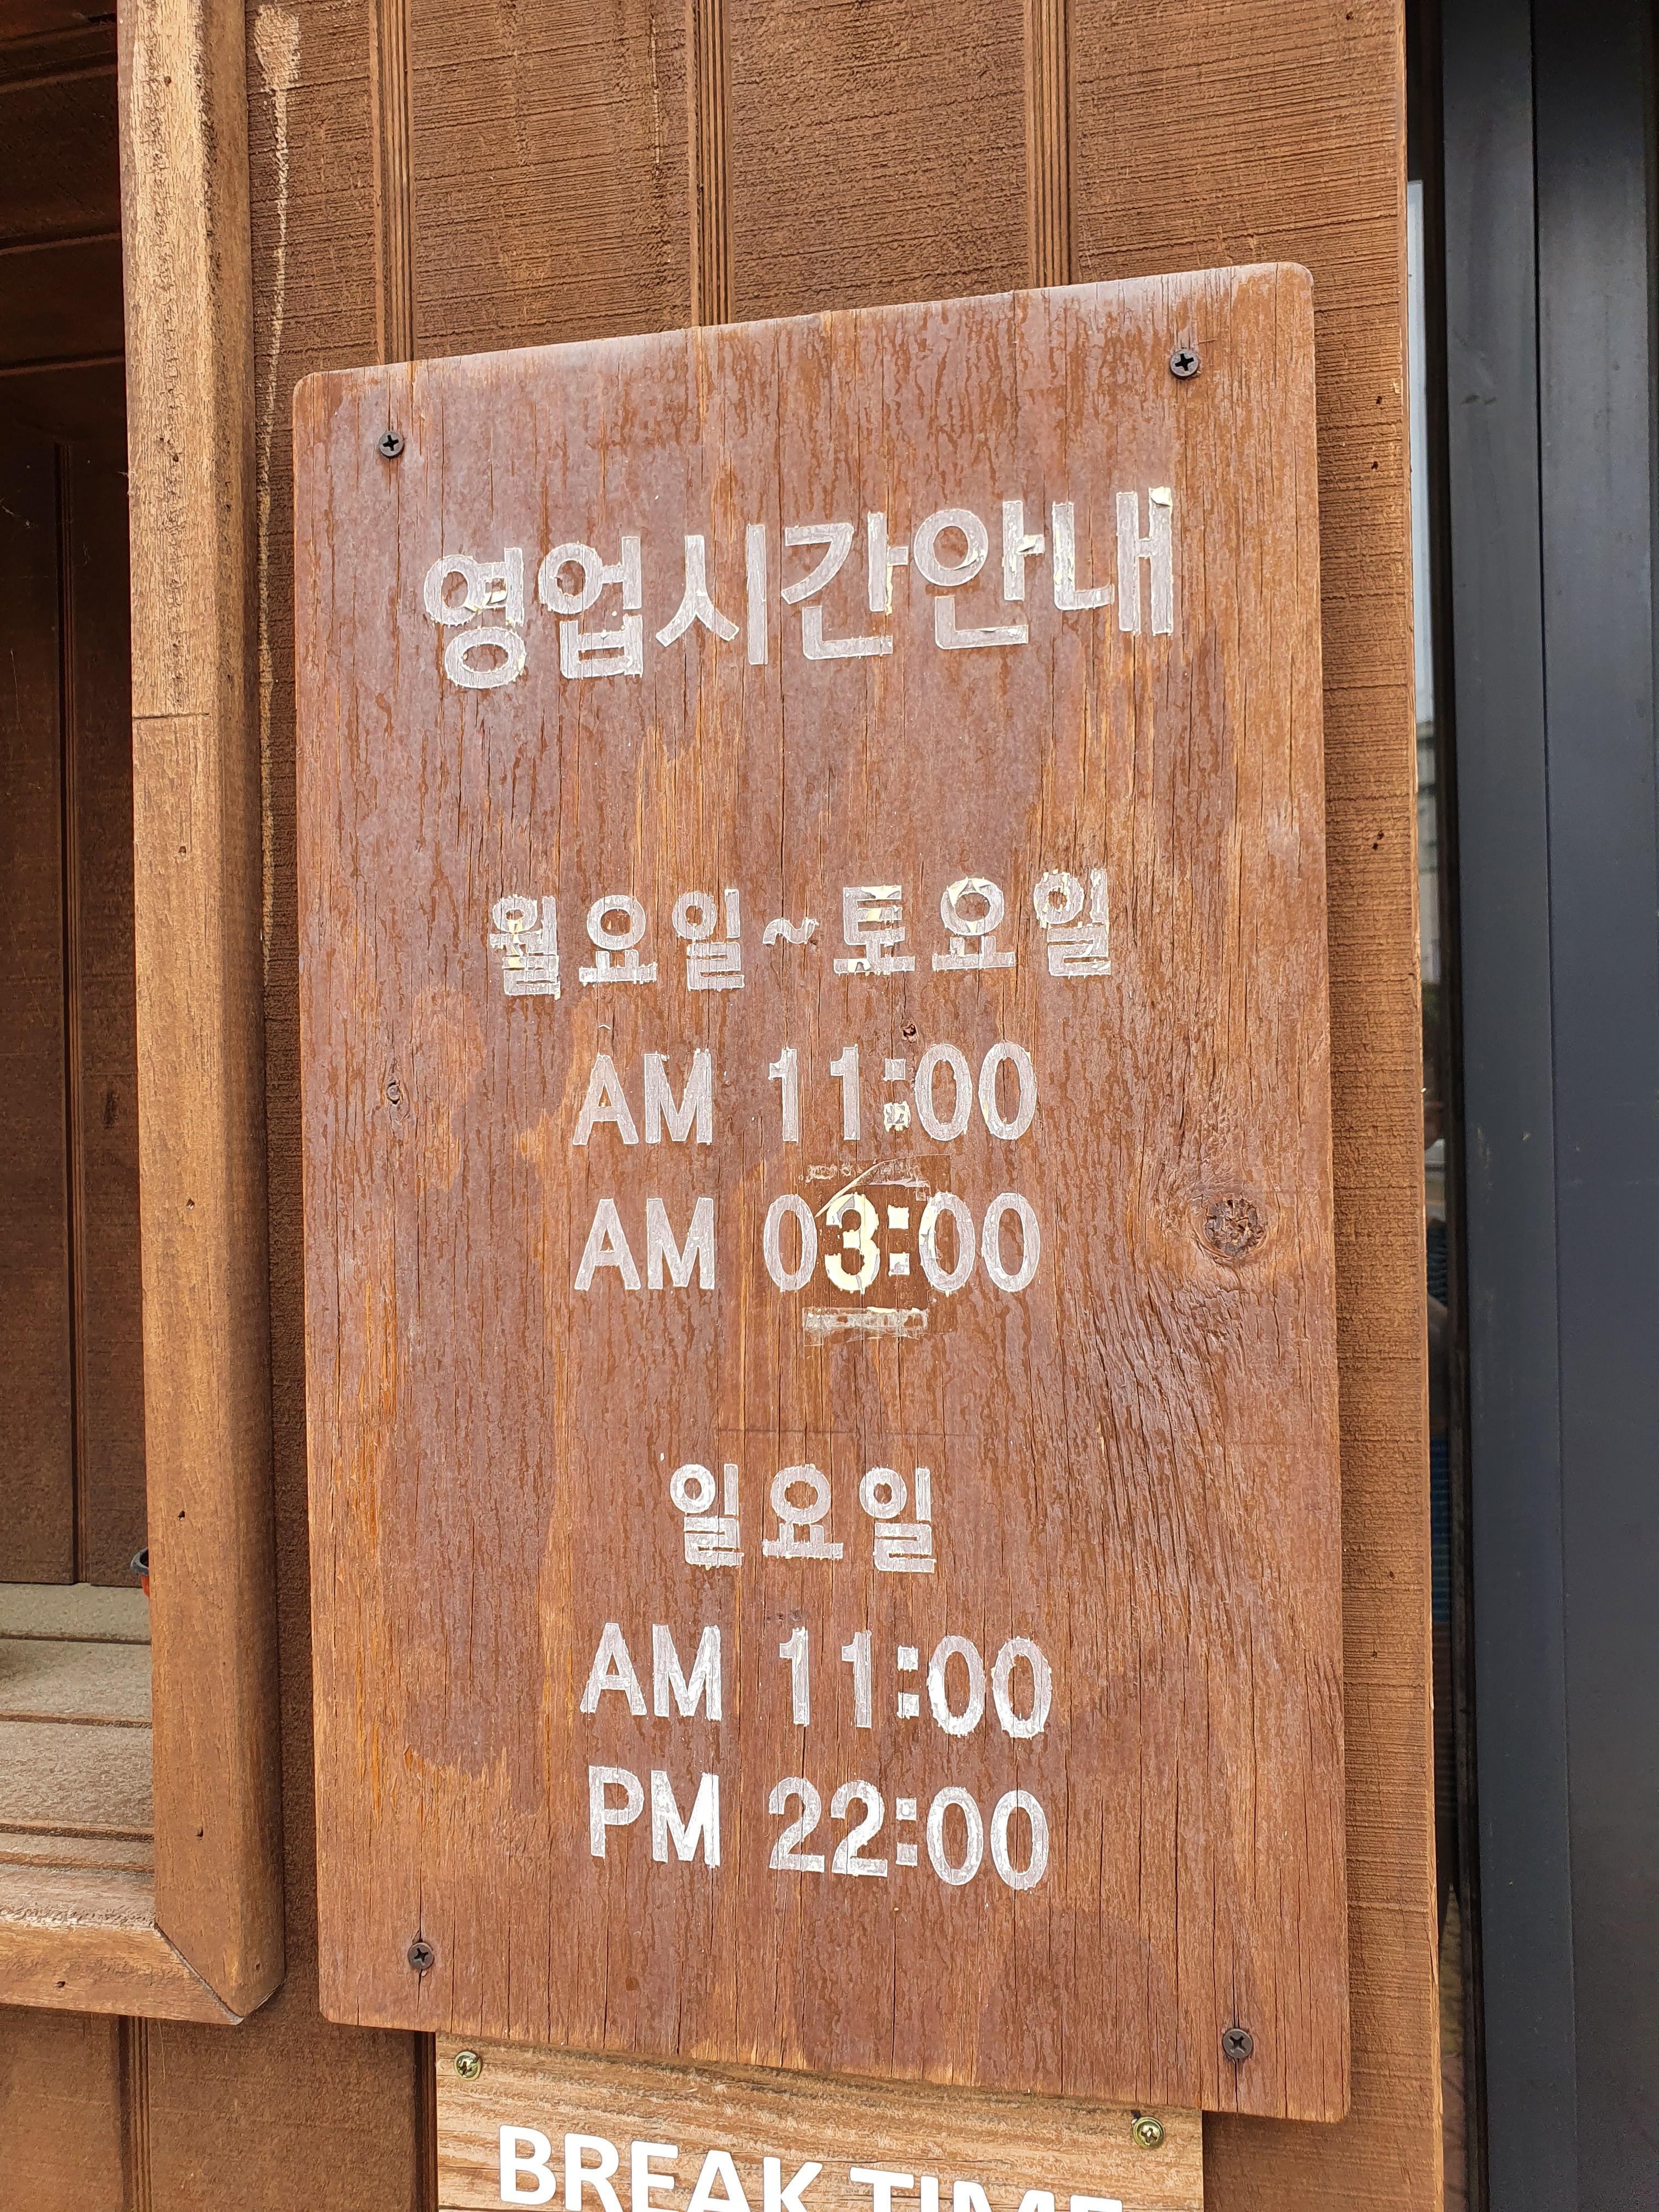 영업시간안내
월요일~토요일
AM 11:00
AM 03:00
일요일
AM 11:00
PM 22:00
BREAK TIME